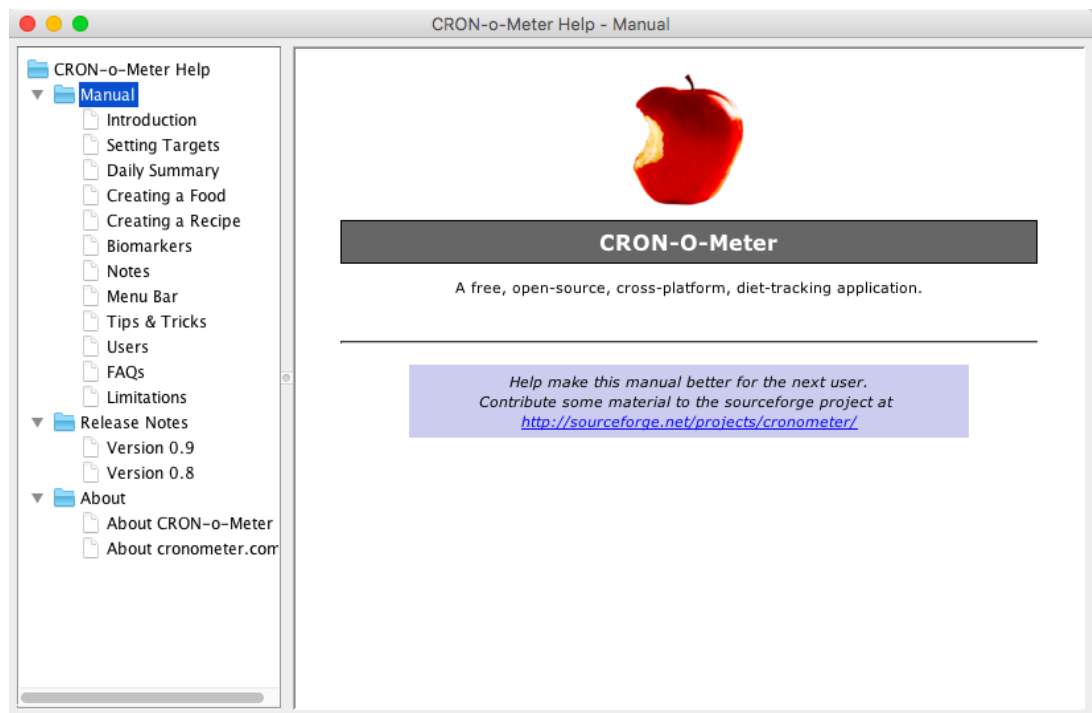 CRON-o-Meter Help - Manual
CRON-o-Meter Help
Manual
Introduction
Setting Targets
Daily Summary
Creating a Food
Creating a Recipe
Biomarkers
Notes
Menu Bar
Tips & Tricks
Users
FAQs
Limitations
Release Notes
Version 0.9
Version 0.8
About
About CRON-o-Meter
About cronometer.com
CRON-O-Meter
A free, open-source, cross-platform, diet-tracking application.
Help make this manual better for the next user.
Contribute some material to the sourceforge project at
http://sourceforge.net/projects/cronometer/